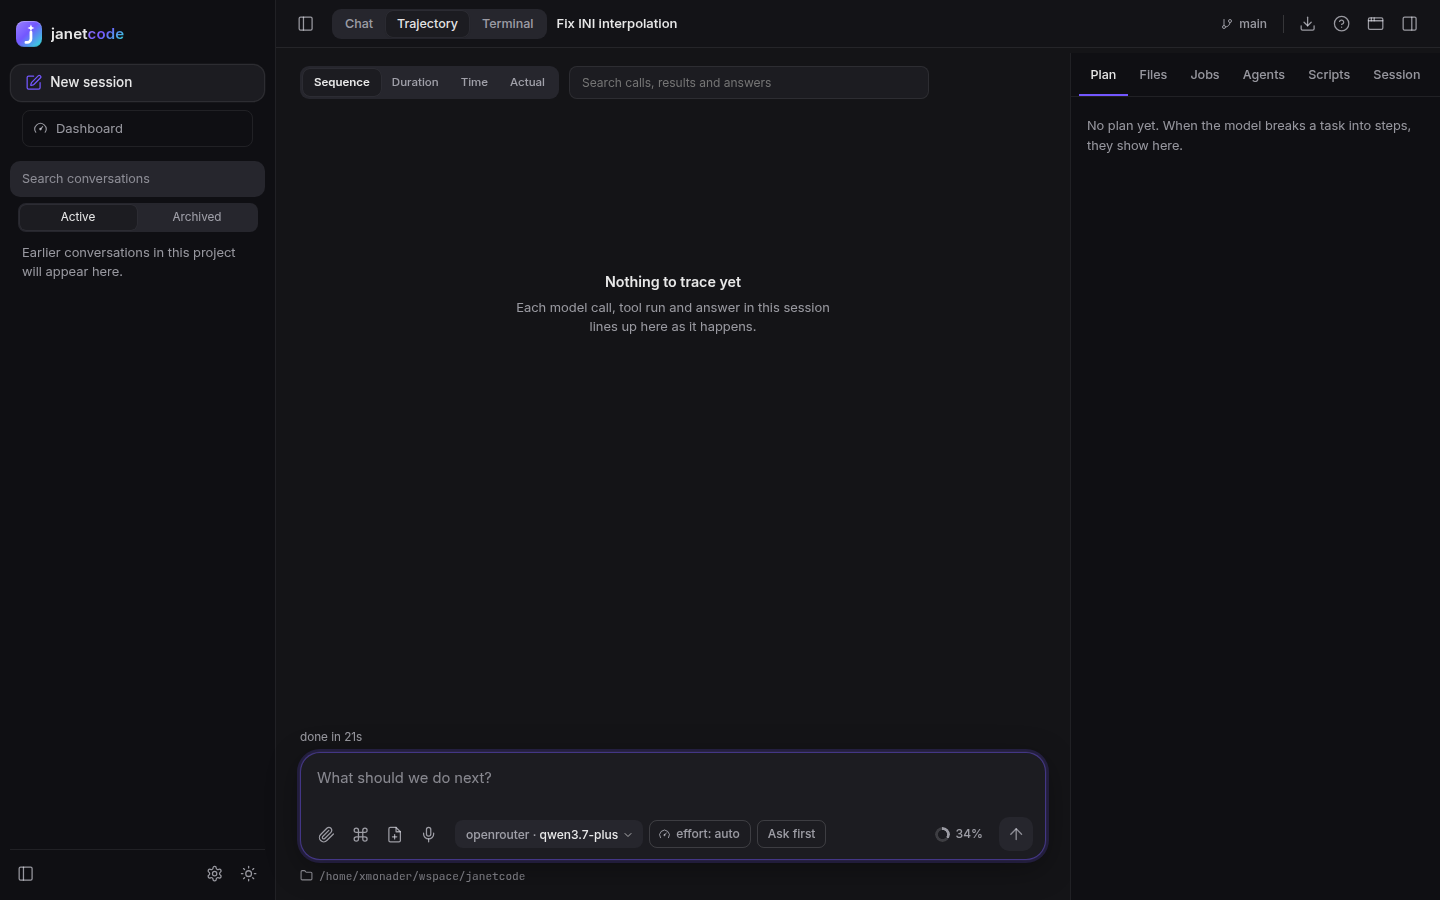 janetcode
New session
Dashboard
Search conversations
Active
Archived
Earlier conversations in this project
will appear here.
Chat
Trajectory
Terminal
Fix INI interpolation
main
Sequence
Duration
Time
Actual
Search calls, results and answers
Nothing to trace yet
Each model call, tool run and answer in this session
lines up here as it happens.
done in 21s
What should we do next?
openrouter · qwen3.7-plus
effort: auto
Ask first
34%
/home/xmonader/wspace/janetcode
Plan
Files
Jobs
Agents
Scripts
Session
No plan yet. When the model breaks a task into steps,
they show here.